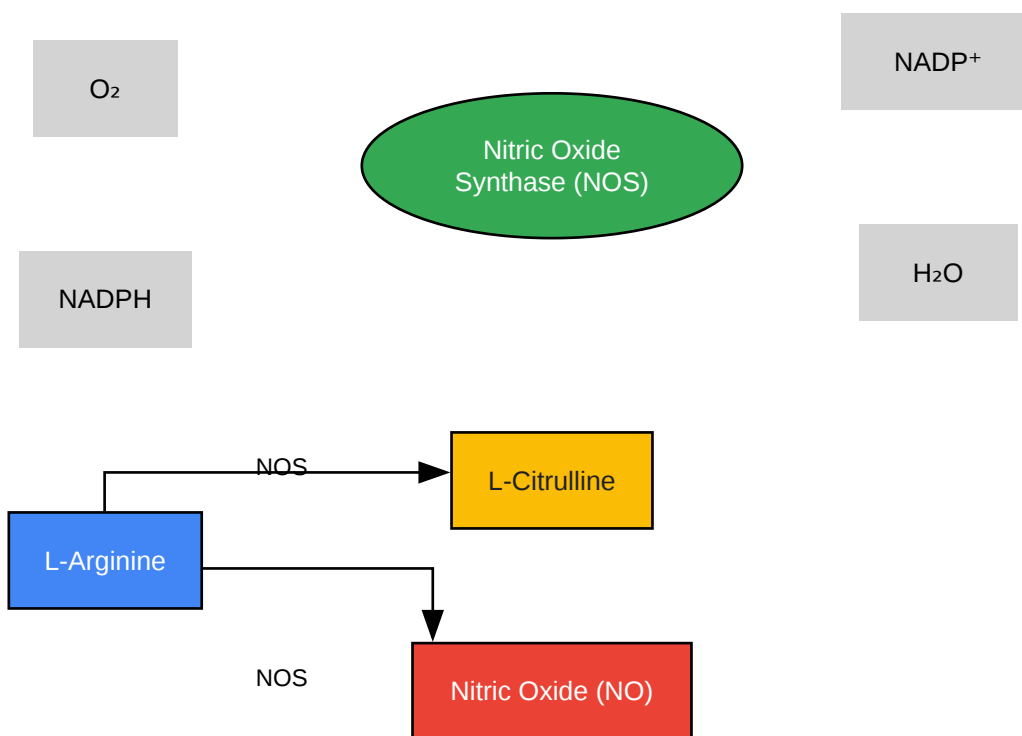 O₂
NADP⁺
Nitric Oxide
Synthase (NOS)
NADPH
H₂O
NOS
L-Citrulline
L-Arginine
NOS
Nitric Oxide (NO)